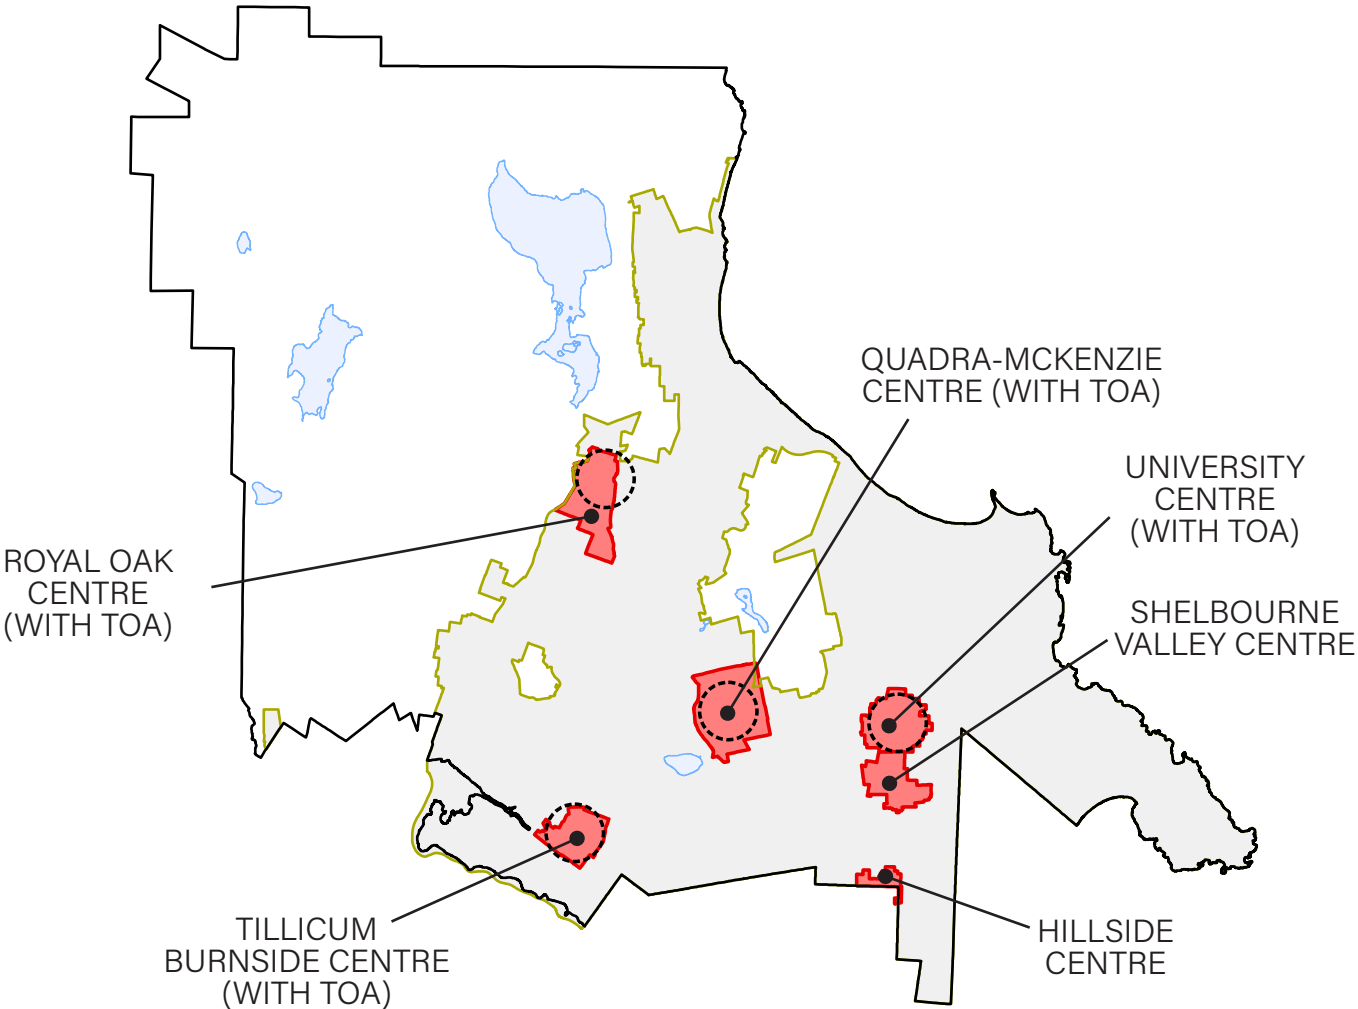 QUADRA-MCKENZIE
CENTRE (WITH TOA)
UNIVERSITY
CENTRE
(WITH TOA)
ROYAL OAK
CENTRE
(WITH TOA)
SHELBOURNE
VALLEY CENTRE
TILLICUM
BURNSIDE CENTRE
(WITH TOA)
HILLSIDE
CENTRE